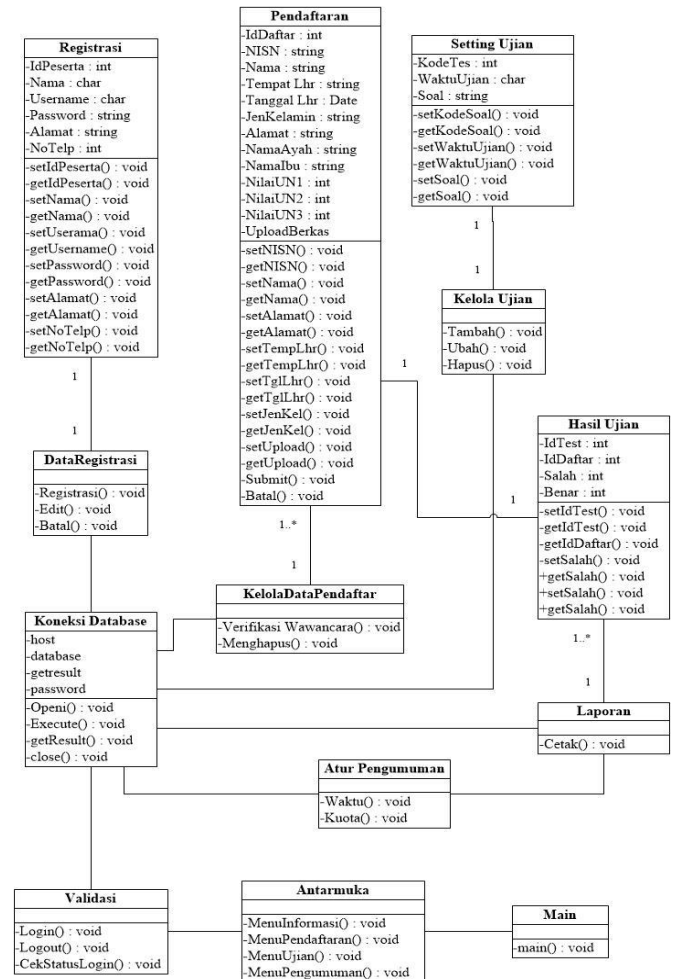 Registrasi
-IdPeserta : int
-Nama : char
-Username : char
-Password : string
-Alamat : string
-NoTelp : int
-setIdPeserta() : void
-getIdPeserta() : void
-setNama() : void
-getNama() : void
-setUserama() : void
-getUsername() : void
-setPassword() : void
-getPassword() : void
-setAlamat() : void
-getAlamat() : void
-setNoTelp() : void
-getNoTelp() : void
1
1
DataRegistrasi
-Registrasi() : void
-Edit() : void
-Batal() : void
Pendaftaran
-IdDaftar : int
-NISN : string
-Nama : string
-Tempat Lhr : string
-Tanggal Lhr : Date
-JenKelamin : string
-Alamat : string
-NamaAyah : string
-NamaIbu : string
-NilaiUN1 : int
-NilaiUN2 : int
-NilaiUN3 : int
-UploadBerkas
-setNISN() : void
-getNISN() : void
-setNama() : void
-getNama() : void
-setAlamat() : void
-getAlamat() : void
-setTempLhr() : void
-getTempLhr() : void
-setTglLhr() : void
-getTglLhr() : void
-setJenKel() : void
-getJenKel() : void
-setUpload() : void
-getUpload() : void
-Submit() : void
-Batal() : void
1..*
1
KelolaDataPendaftar
-Verifikasi Wawancara() : void
-Menghapus() : void
Setting Ujian
-KodeTes : int
-WaktuUjian : char
-Soal : string
-setKodeSoal() : void
-getKodeSoal() : void
-setWaktuUjian() : void
-getWaktuUjian() : void
-setSoal() : void
-getSoal() : void
1
1
Kelola Ujian
-Tambah() : void
-Ubah() : void
-Hapus() : void
1
1
Hasil Ujian
-IdTest : int
-IdDaftar : int
-Salah : int
-Benar : int
-setIdTest() : void
-getIdTest() : void
-getIdDaftar() : void
-setSalah() : void
+getSalah() : void
+setSalah() : void
+getSalah() : void
1..*
1
Laporan
-Cetak() : void
Koneksi Database
-host
-database
-getresult
-password
-Openi() : void
-Execute() : void
-getResult() : void
-close() : void
Atur Pengumuman
-Waktu() : void
-Kuota() : void
Validasi
-Login() : void
-Logout() : void
-CekStatusLogin() : void
Antarmuka
-MenuInformasi() : void
-MenuPendaftaran() : void
-MenuUjian() : void
-MenuPengumuman() : void
Main
-main() : void